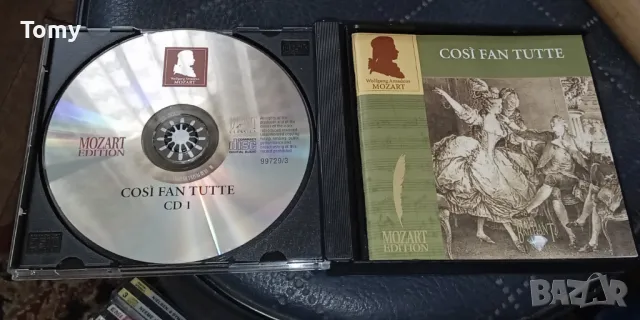 Tomy
Wolfgang Amadeus
MOZART
MOZART
EDITION
COSÌ FAN TUTTE
CD 1
99729/3
COSÌ FAN TUTTE
Wolfgang Amadeus
MOZART
MOZART
EDITION
BAZAR